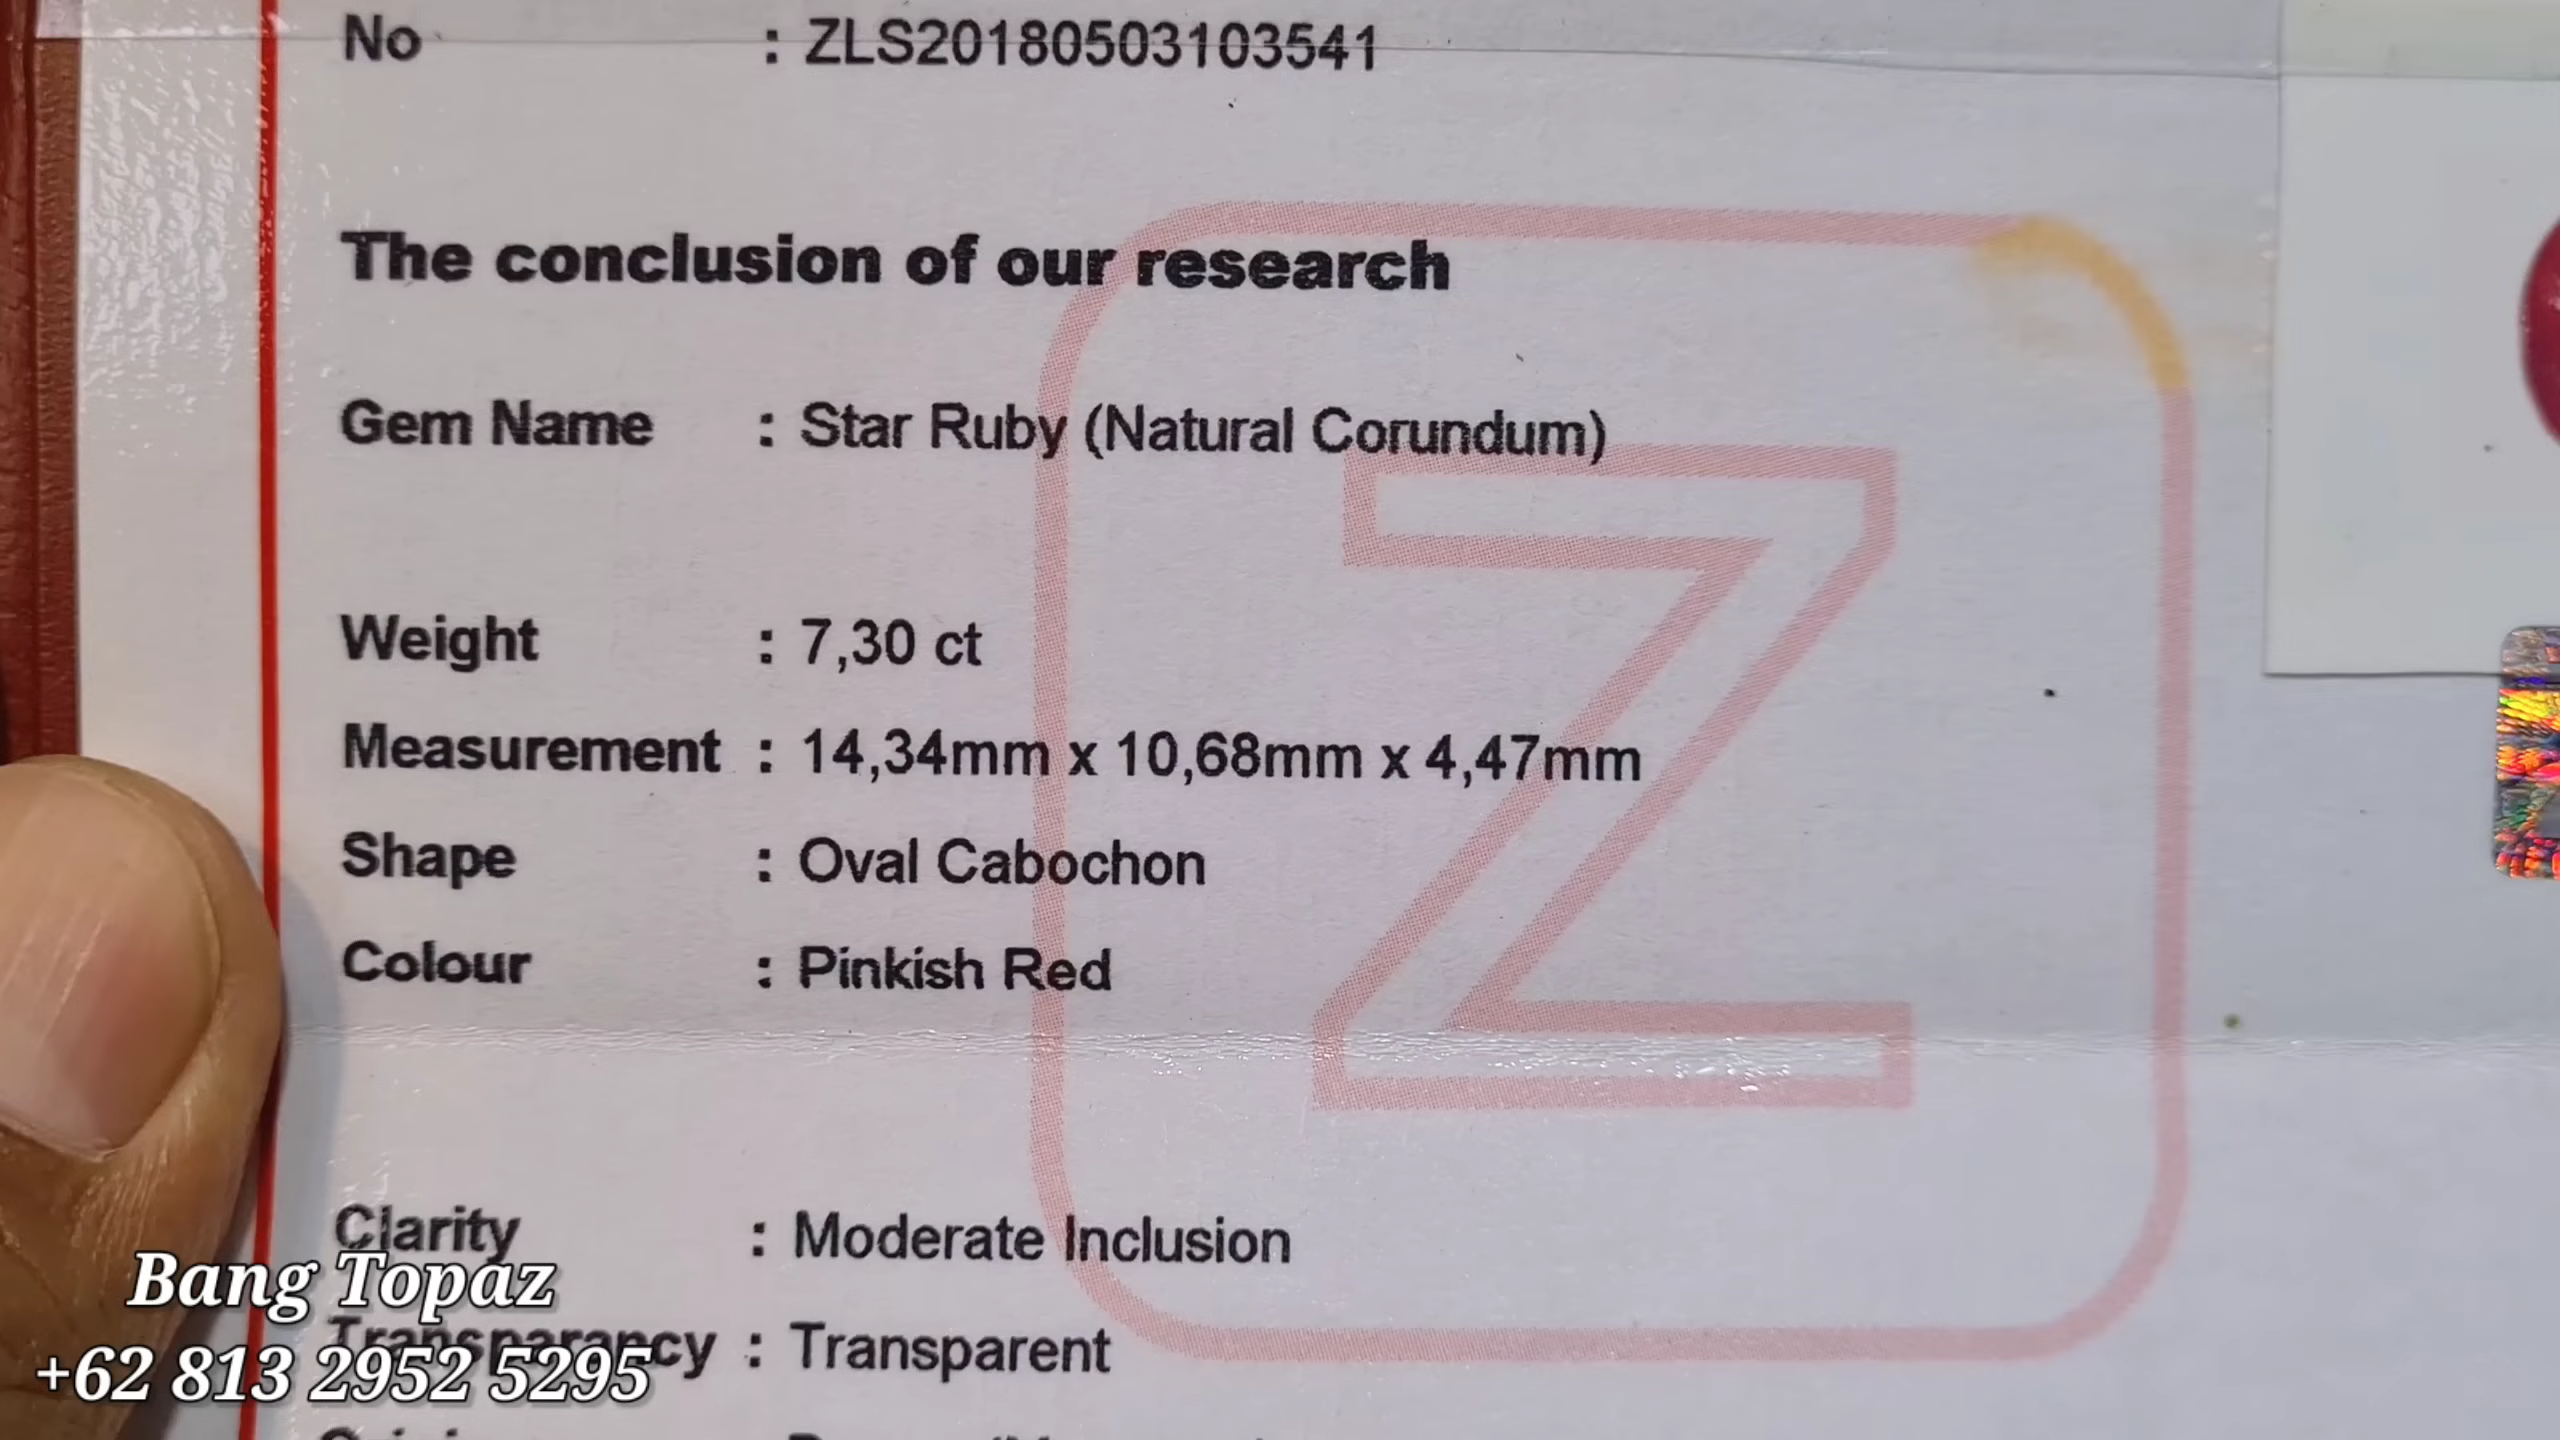 No : ZLS20180503103541
The conclusion of our research
Gem Name : Star Ruby (Natural Corundum)
Weight : 7,30 ct
Measurement : 14,34mm x 10,68mm x 4,47mm
Shape : Oval Cabochon
Colour : Pinkish Red
Clarity : Moderate Inclusion
Transparancy : Transparent
Z
Bang Topaz
+62 813 2952 5295